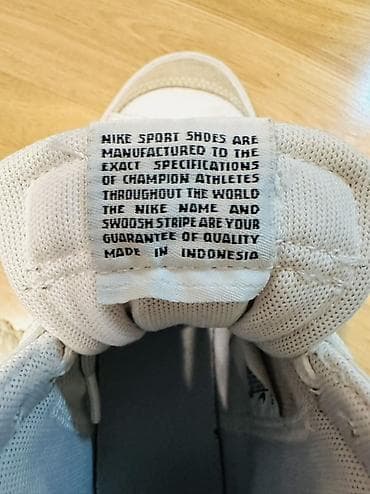 NIKE SPORT SHOES ARE
MANUFACTURED TO THE
EXACT SPECIFICATIONS
OF CHAMPION ATHLETES
THROUGHOUT THE WORLD
THE NIKE NAME AND
SWOOSH STRIPE ARE YOUR
GUARANTEE OF QUALITY
MADE IN INDONESIA